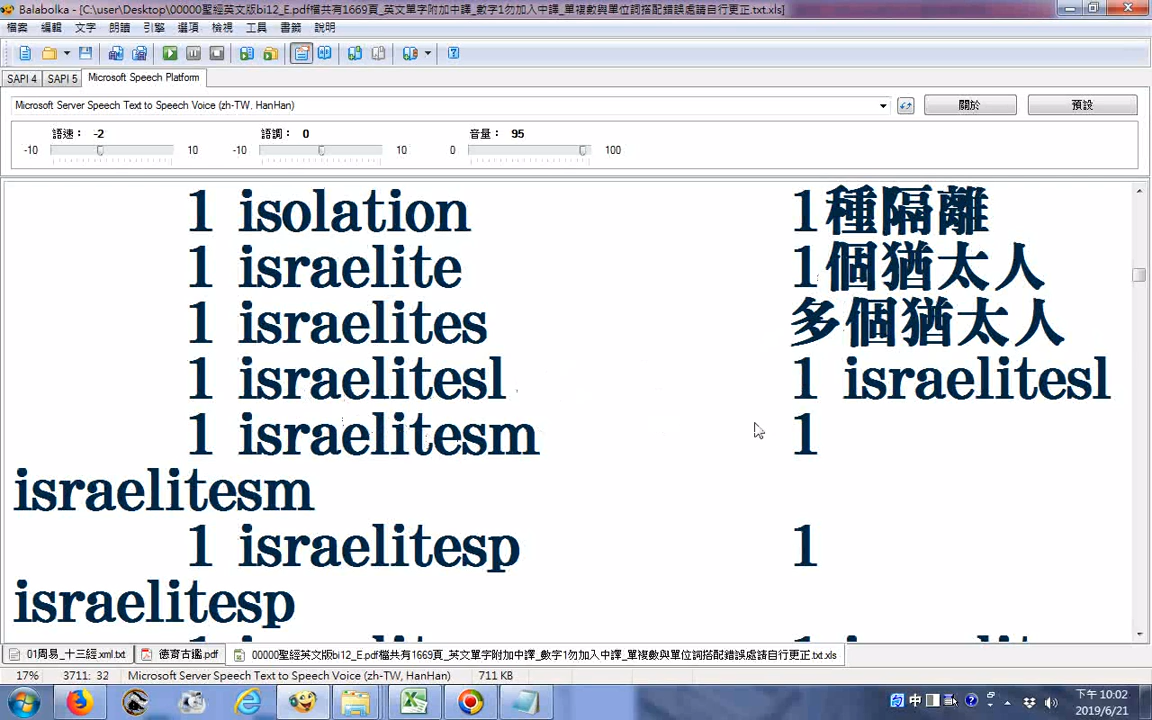 Balabolka - [C:\user\Desktop\00000聖經英文版bi12_E.pdf檔共有1669頁_英文單字附加中譯_數字1勿加入中譯_單複數與單位詞搭配錯誤處請自行更正.txt.xls]
檔案 編輯 文字 朗讀 引擎 選項 檢視 工具 書籤 說明
SAPI 4 SAPI 5 Microsoft Speech Platform
Microsoft Server Speech Text to Speech Voice (zh-TW, HanHan) 關於 預設
語速： -2 語調： 0 音量： 95
-10 10 -10 10 0 100
1 isolation 1種隔離
1 israelite 1個猶太人
1 israelites 多個猶太人
1 israelitesl 1 israelitesl
1 israelitesm 1
israelitesm
1 israelitesp 1
israelitesp
01周易_十三經.xml.txt 德育古鑑.pdf 00000聖經英文版bi12_E.pdf檔共有1669頁_英文單字附加中譯_數字1勿加入中譯_單複數與單位詞搭配錯誤處請自行更正.txt.xls
17% 3711: 32 Microsoft Server Speech Text to Speech Voice (zh-TW, HanHan) 711 KB
中 下午 10:02
2019/6/21